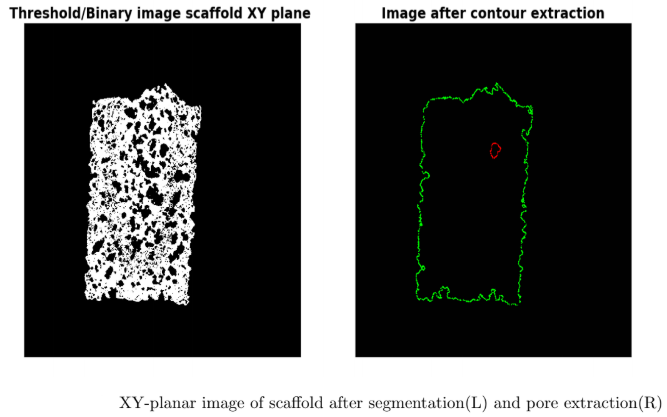 Threshold/Binary image scaffold XY plane
Image after contour extraction
XY-planar image of scaffold after segmentation(L) and pore extraction(R)